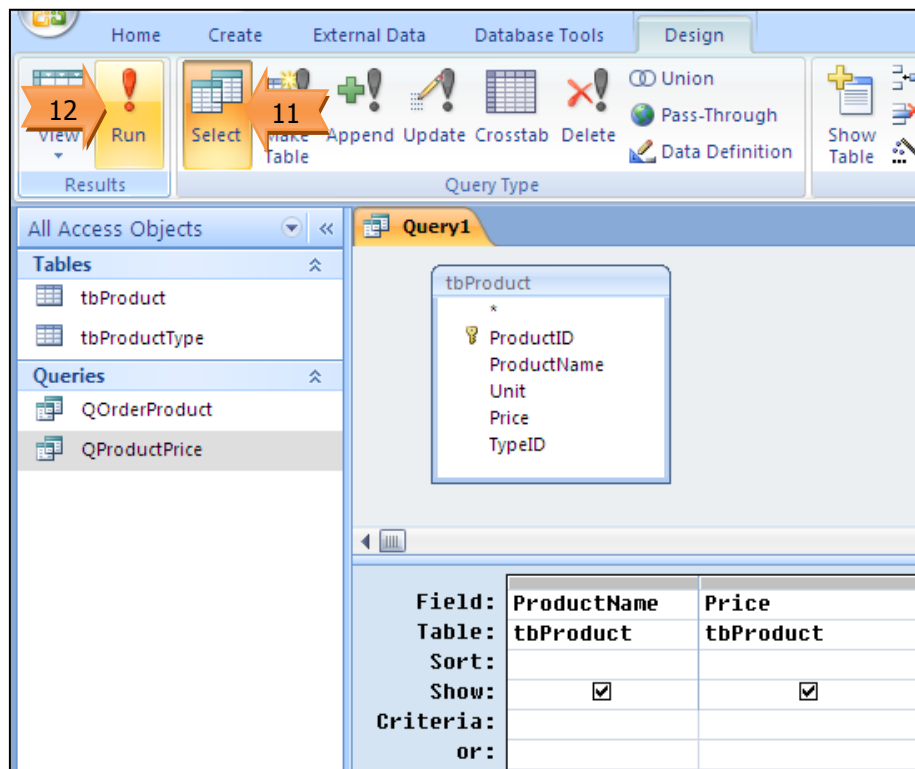 Home Create External Data Database Tools Design
12 View
Run
Select
11 Make Table
Append
Update
Crosstab
Delete
Union
Pass-Through
Data Definition
Show Table
Results
Query Type
All Access Objects
«
Query1
Tables
tbProduct
tbProductType
Queries
QOrderProduct
QProductPrice
tbProduct
*
ProductID
ProductName
Unit
Price
TypeID
Field: ProductName Price
Table: tbProduct tbProduct
Sort:
Show:
Criteria:
or: